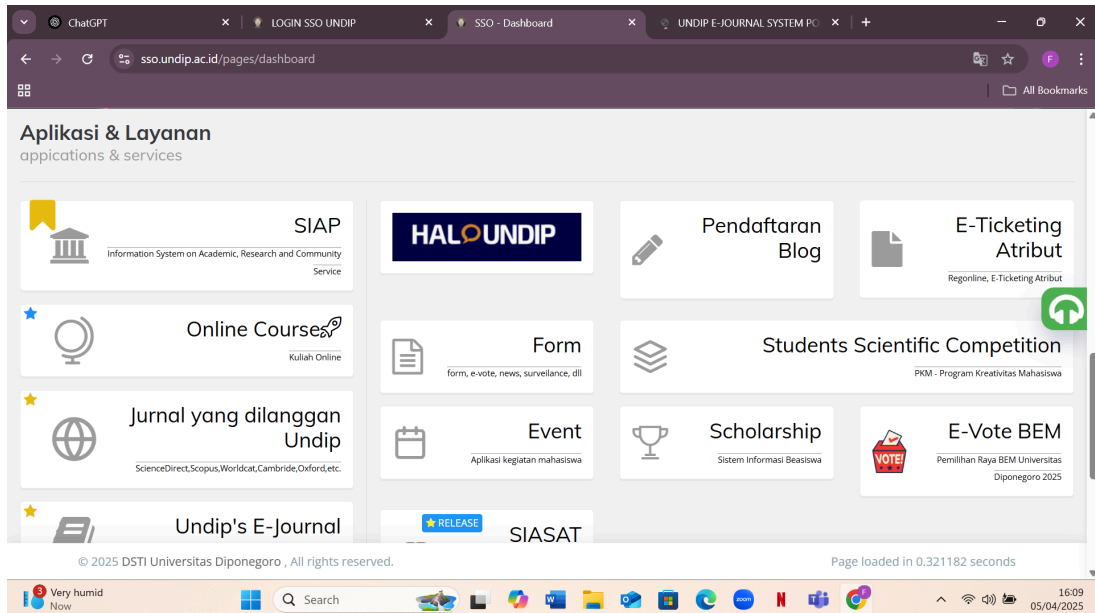 ChatGPT
LOGIN SSO UNDIP
SSO - Dashboard
UNDIP E-JOURNAL SYSTEM PO
sso.undip.ac.id/pages/dashboard
F
All Bookmarks
Aplikasi & Layanan
appications & services
SIAP
Information System on Academic, Research and Community
Service
Online Course
Kuliah Online
Jurnal yang dilanggan
Undip
ScienceDirect,Scopus,Worldcat,Cambride,Oxford,etc.
Undip's E-Journal
HALOUNDIP
Pendaftaran
Blog
E-Ticketing
Atribut
Regonline, E-Ticketing Atribut
Form
form, e-vote, news, surveilance, dll
Students Scientific Competition
PKM - Program Kreativitas Mahasiswa
Event
Aplikasi kegiatan mahasiswa
Scholarship
Sistem Informasi Beasiswa
VOTE!
E-Vote BEM
Pemilihan Raya BEM Universitas
Diponegoro 2025
RELEASE
SIASAT
© 2025 DSTI Universitas Diponegoro , All rights reserved.
Page loaded in 0.321182 seconds
3
Very humid
Now
Search
zoom
16:09
05/04/2025